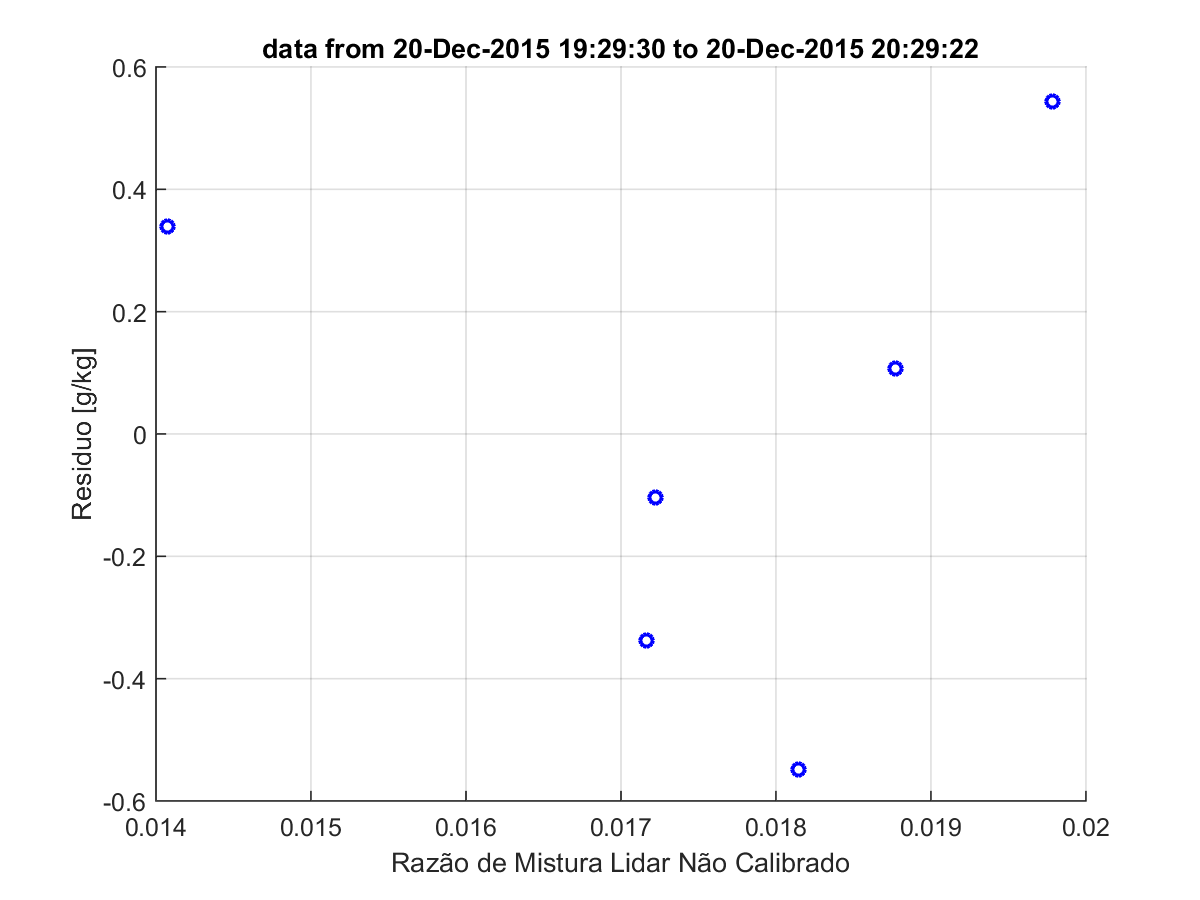 data from 20-Dec-2015 19:29:30 to 20-Dec-2015 20:29:22
0.6
0.4
0.2
0
-0.2
-0.4
-0.6
Residuo [g/kg]
0.014 0.015 0.016 0.017 0.018 0.019 0.02
Razão de Mistura Lidar Não Calibrado